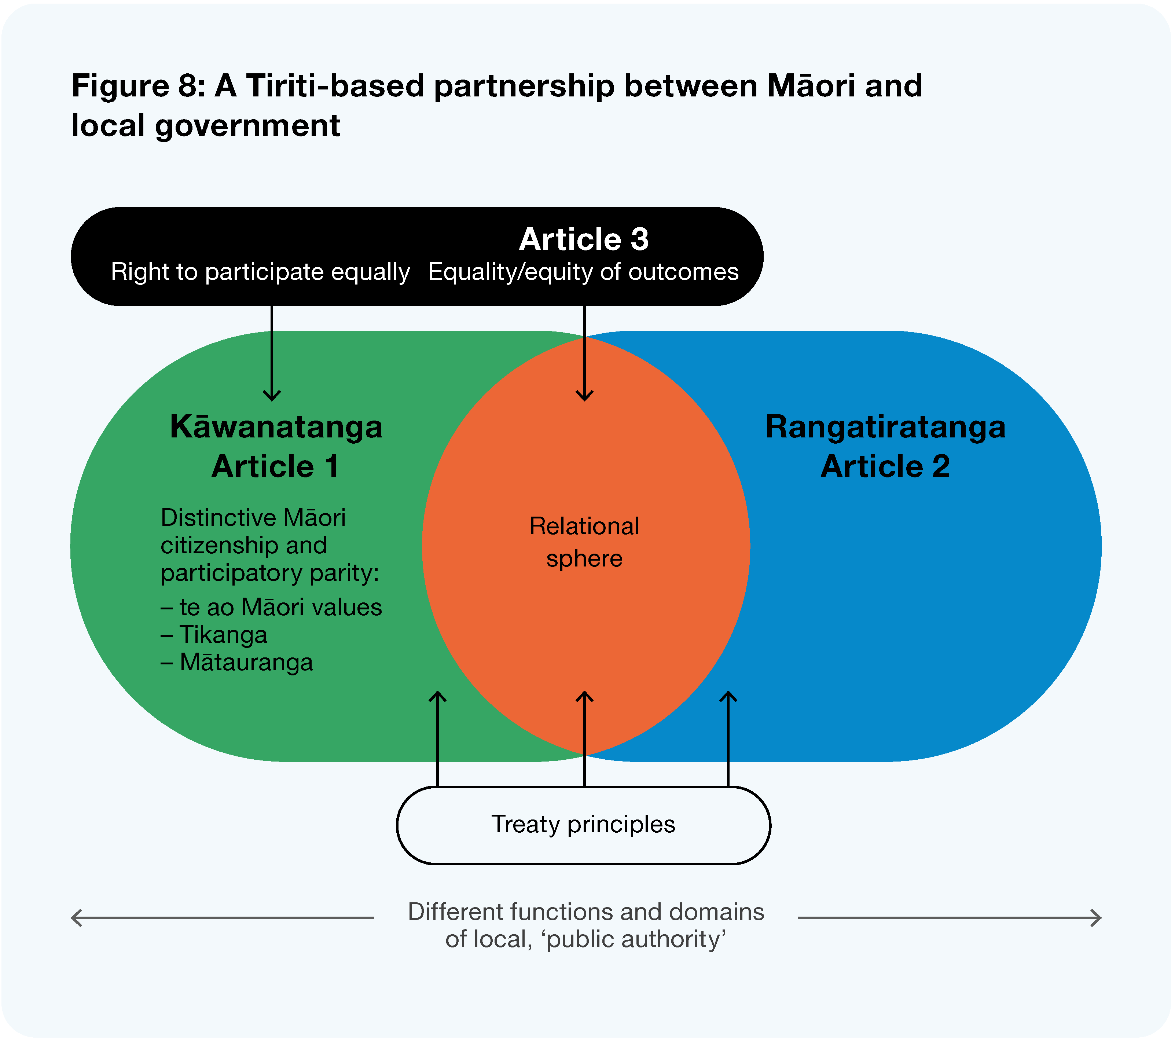 Figure 8: A Tiriti-based partnership between Māori and
local government
Article 3
Right to participate equally
Equality/equity of outcomes
Kāwanatanga
Article 1
Distinctive Māori
citizenship and
participatory parity:
– te ao Māori values
– Tikanga
– Mātauranga
Relational
sphere
Rangatiratanga
Article 2
Treaty principles
Different functions and domains
of local, ‘public authority’